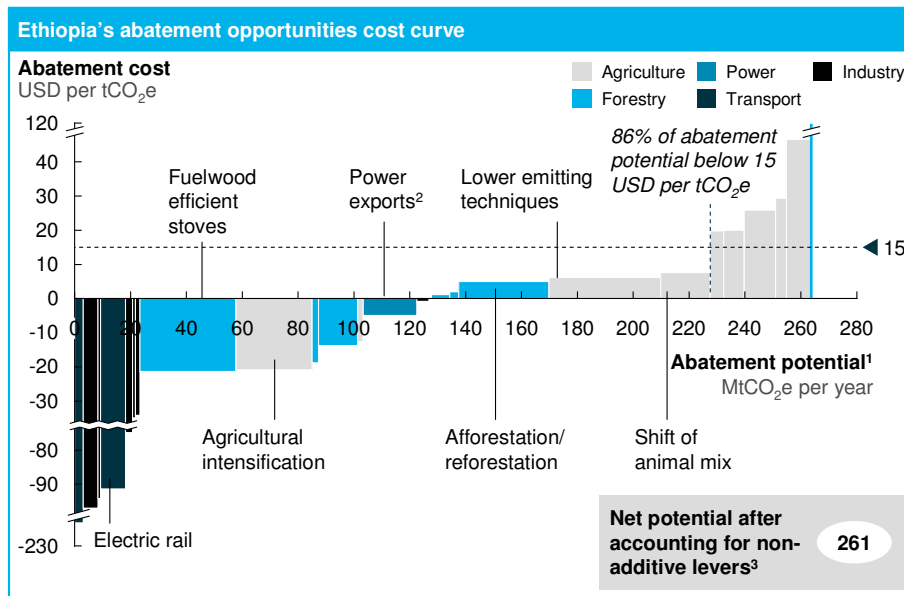 Ethiopia's abatement opportunities cost curve
Abatement cost
USD per tCO₂e
Agriculture
Power
Industry
Forestry
Transport
120
40
30
20
10
0
-10
-20
-30
-80
-90
-230
86% of abatement
potential below 15
USD per tCO₂e
Fuelwood
efficient
stoves
Power
exports²
Lower emitting
techniques
15
0
20
40
60
80
100
120
140
160
180
200
220
240
260
280
Abatement potential¹
MtCO₂e per year
Agricultural
intensification
Afforestation/
reforestation
Shift of
animal mix
Electric rail
Net potential after
accounting for non-
additive levers³
261